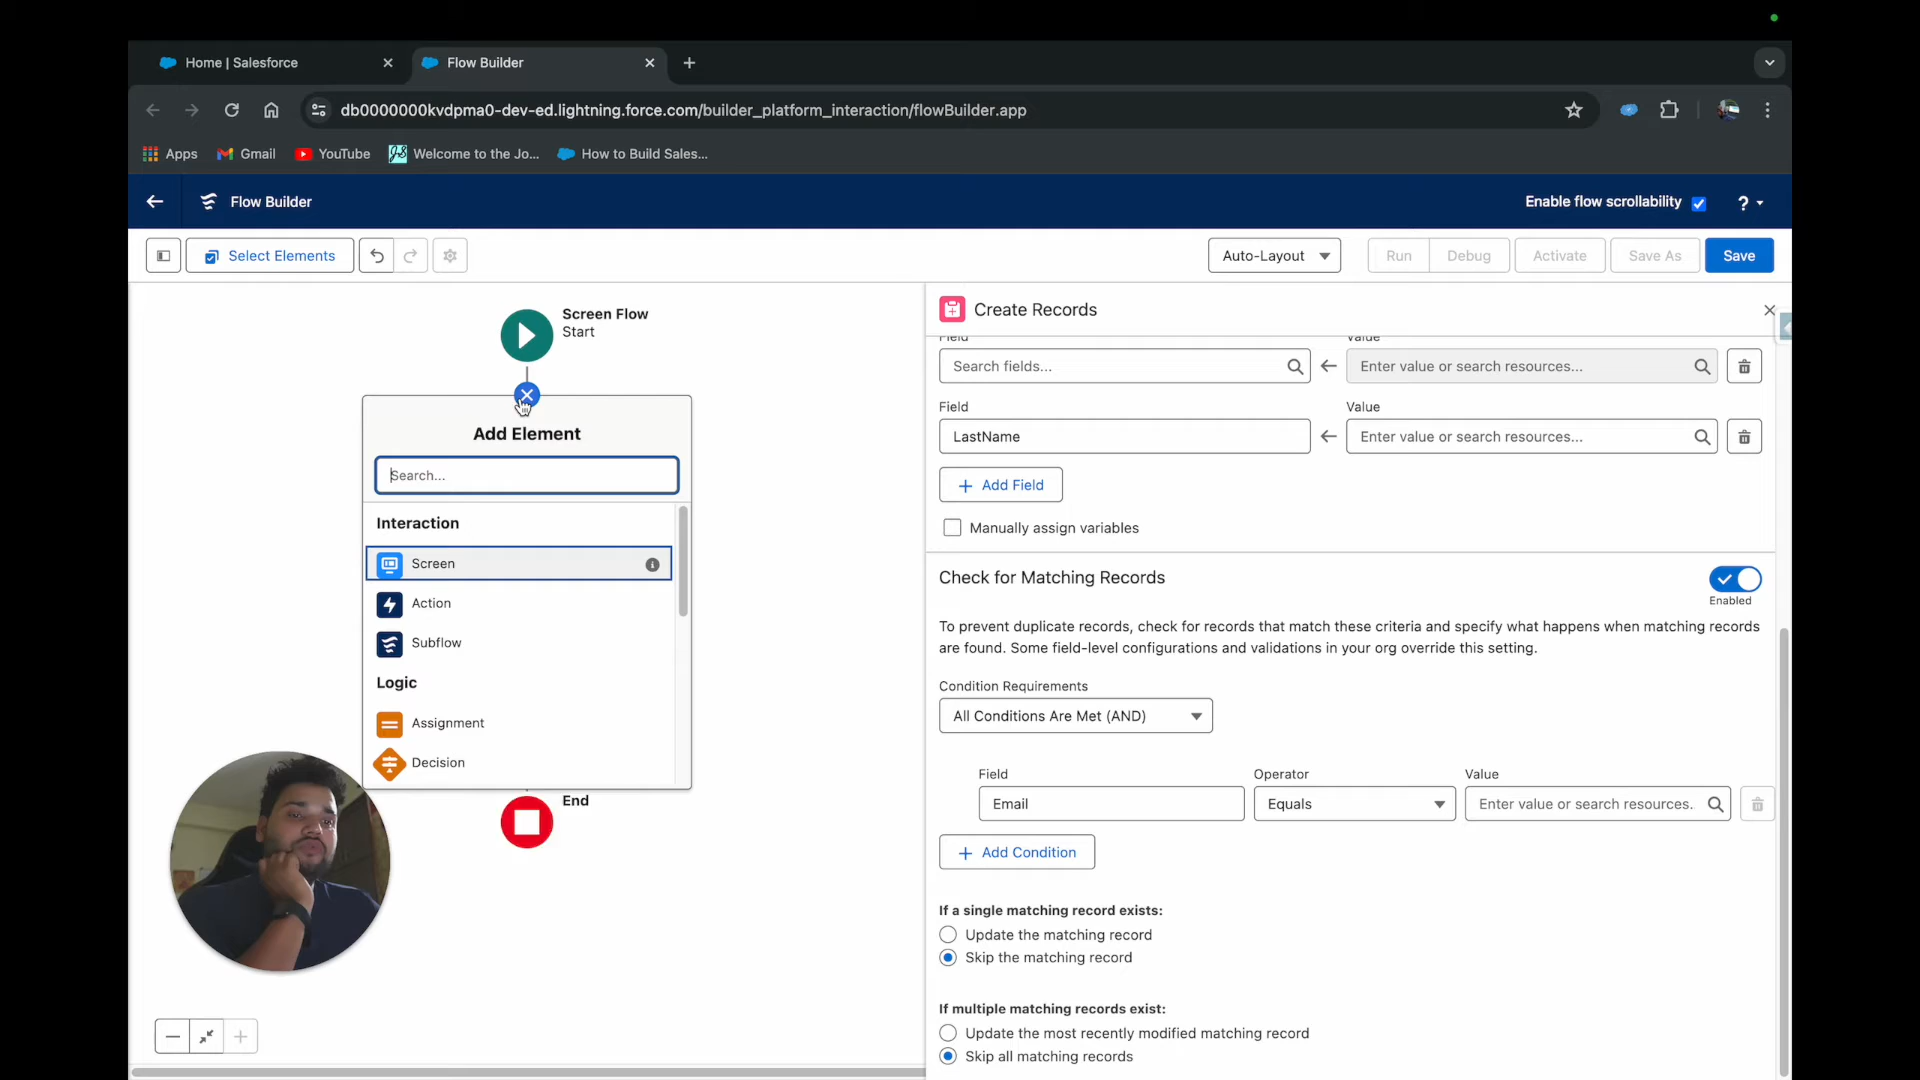 Home | Salesforce
Flow Builder
db0000000kvdpma0-dev-ed.lightning.force.com/builder_platform_interaction/flowBuilder.app
Apps
Gmail
YouTube
Welcome to the Jo...
How to Build Sales...
Flow Builder
Enable flow scrollability
?
Select Elements
Auto-Layout
Run
Debug
Activate
Save As
Save
Screen Flow
Start
Add Element
Search...
Interaction
Screen
Action
Subflow
Logic
Assignment
Decision
End
Create Records
Field
Value
Search fields...
Enter value or search resources...
Field
Value
LastName
Enter value or search resources...
Add Field
Manually assign variables
Check for Matching Records
Enabled
To prevent duplicate records, check for records that match these criteria and specify what happens when matching records
are found. Some field-level configurations and validations in your org override this setting.
Condition Requirements
All Conditions Are Met (AND)
Field
Operator
Value
Email
Equals
Enter value or search resources.
Add Condition
If a single matching record exists:
Update the matching record
Skip the matching record
If multiple matching records exist:
Update the most recently modified matching record
Skip all matching records